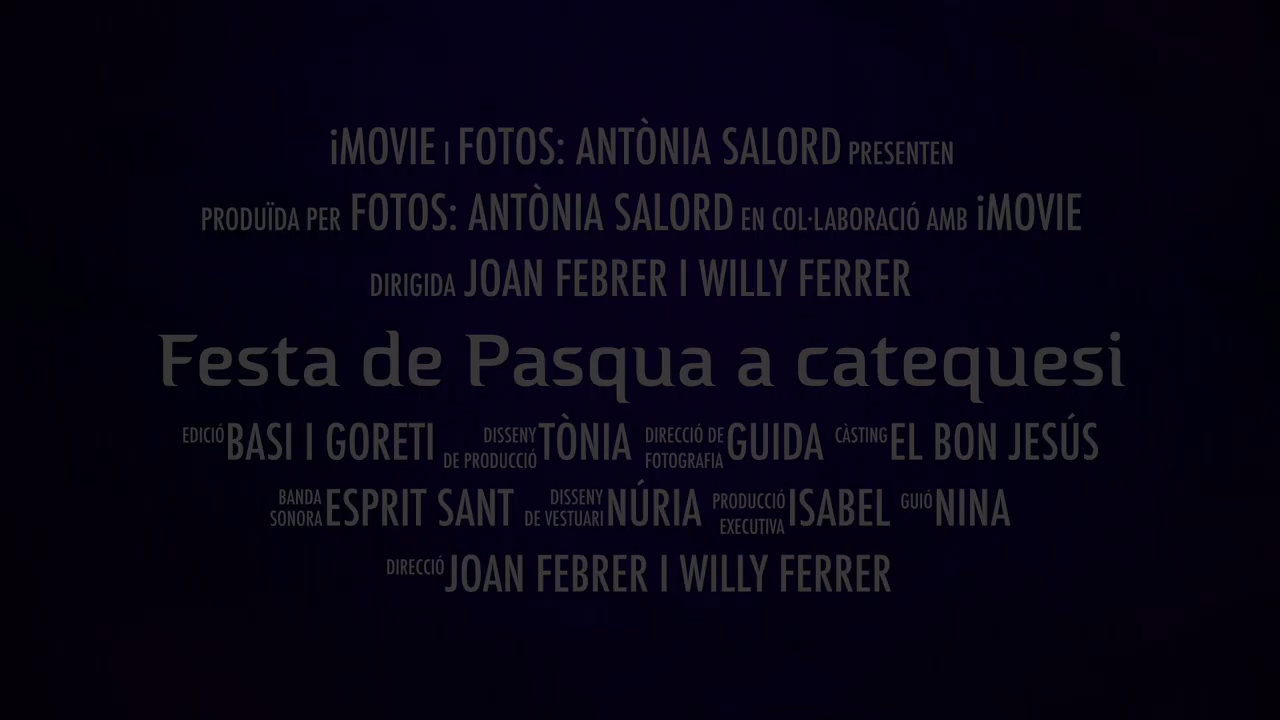 iMOVIE I FOTOS: ANTÒNIA SALORD PRESENTEN
PRODUÏDA PER FOTOS: ANTÒNIA SALORD EN COL·LABORACIÓ AMB iMOVIE
DIRIGIDA JOAN FEBRER I WILLY FERRER
Festa de Pasqua a catequesi
EDICIÓ BASI I GORETI DISSENY DE PRODUCCIÓ TÒNIA DIRECCIÓ DE FOTOGRAFIA GUIDA CÀSTING EL BON JESÚS
BANDA SONORA ESPRIT SANT DISSENY DE VESTUARI NÚRIA PRODUCCIÓ EXECUTIVA ISABEL GUIÓ NINA
DIRECCIÓ JOAN FEBRER I WILLY FERRER